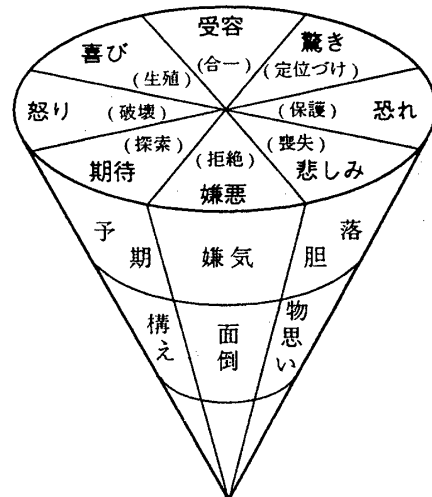 受容
(合一)
驚き
(定位づけ)
恐れ
(保護)
悲しみ
(喪失)
嫌悪
(拒絶)
期待
(探索)
怒り
(破壊)
喜び
(生殖)
予期
嫌気
落胆
構え
面倒
物思い